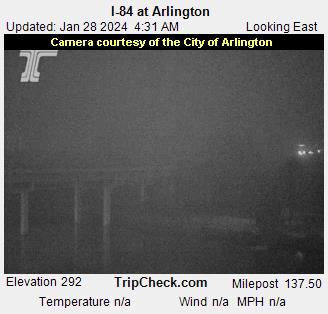 I-84 at Arlington
Updated: Jan 28 2024 4:31 AM Looking East
Camera courtesy of the City of Arlington
Elevation 292 TripCheck.com Milepost 137.50
Temperature n/a Wind n/a MPH n/a